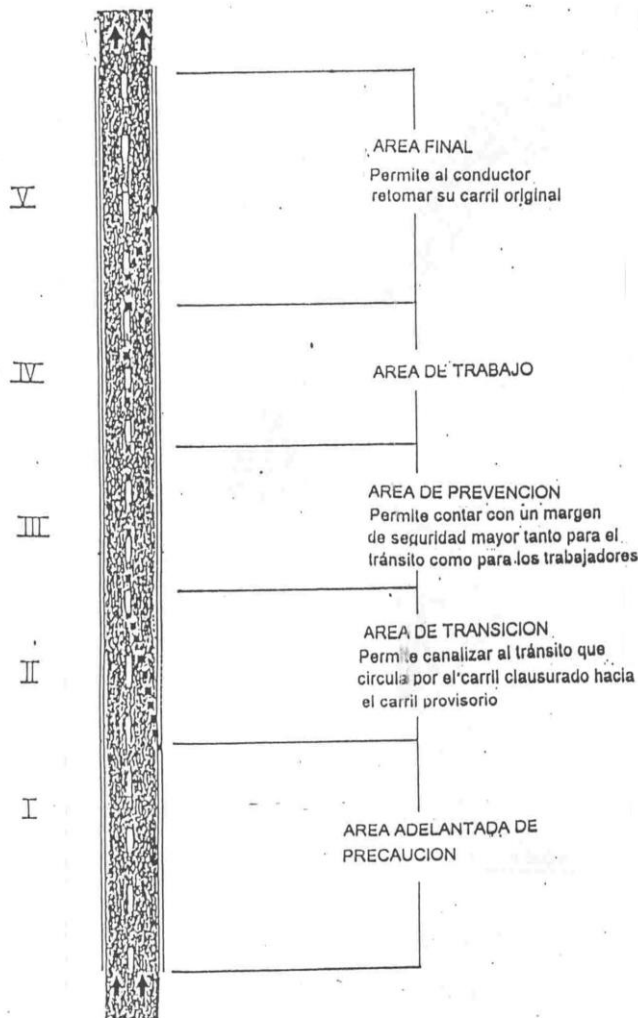 V
AREA FINAL
Permite al conductor
retomar su carril original
IV
AREA DE TRABAJO
III
AREA DE PREVENCION
Permite contar con un margen
de seguridad mayor tanto para el
tránsito como para los trabajadores
II
AREA DE TRANSICION
Permite canalizar al tránsito que
circula por el carril clausurado hacia
el carril provisorio
I
AREA ADELANTADA DE
PRECAUCION